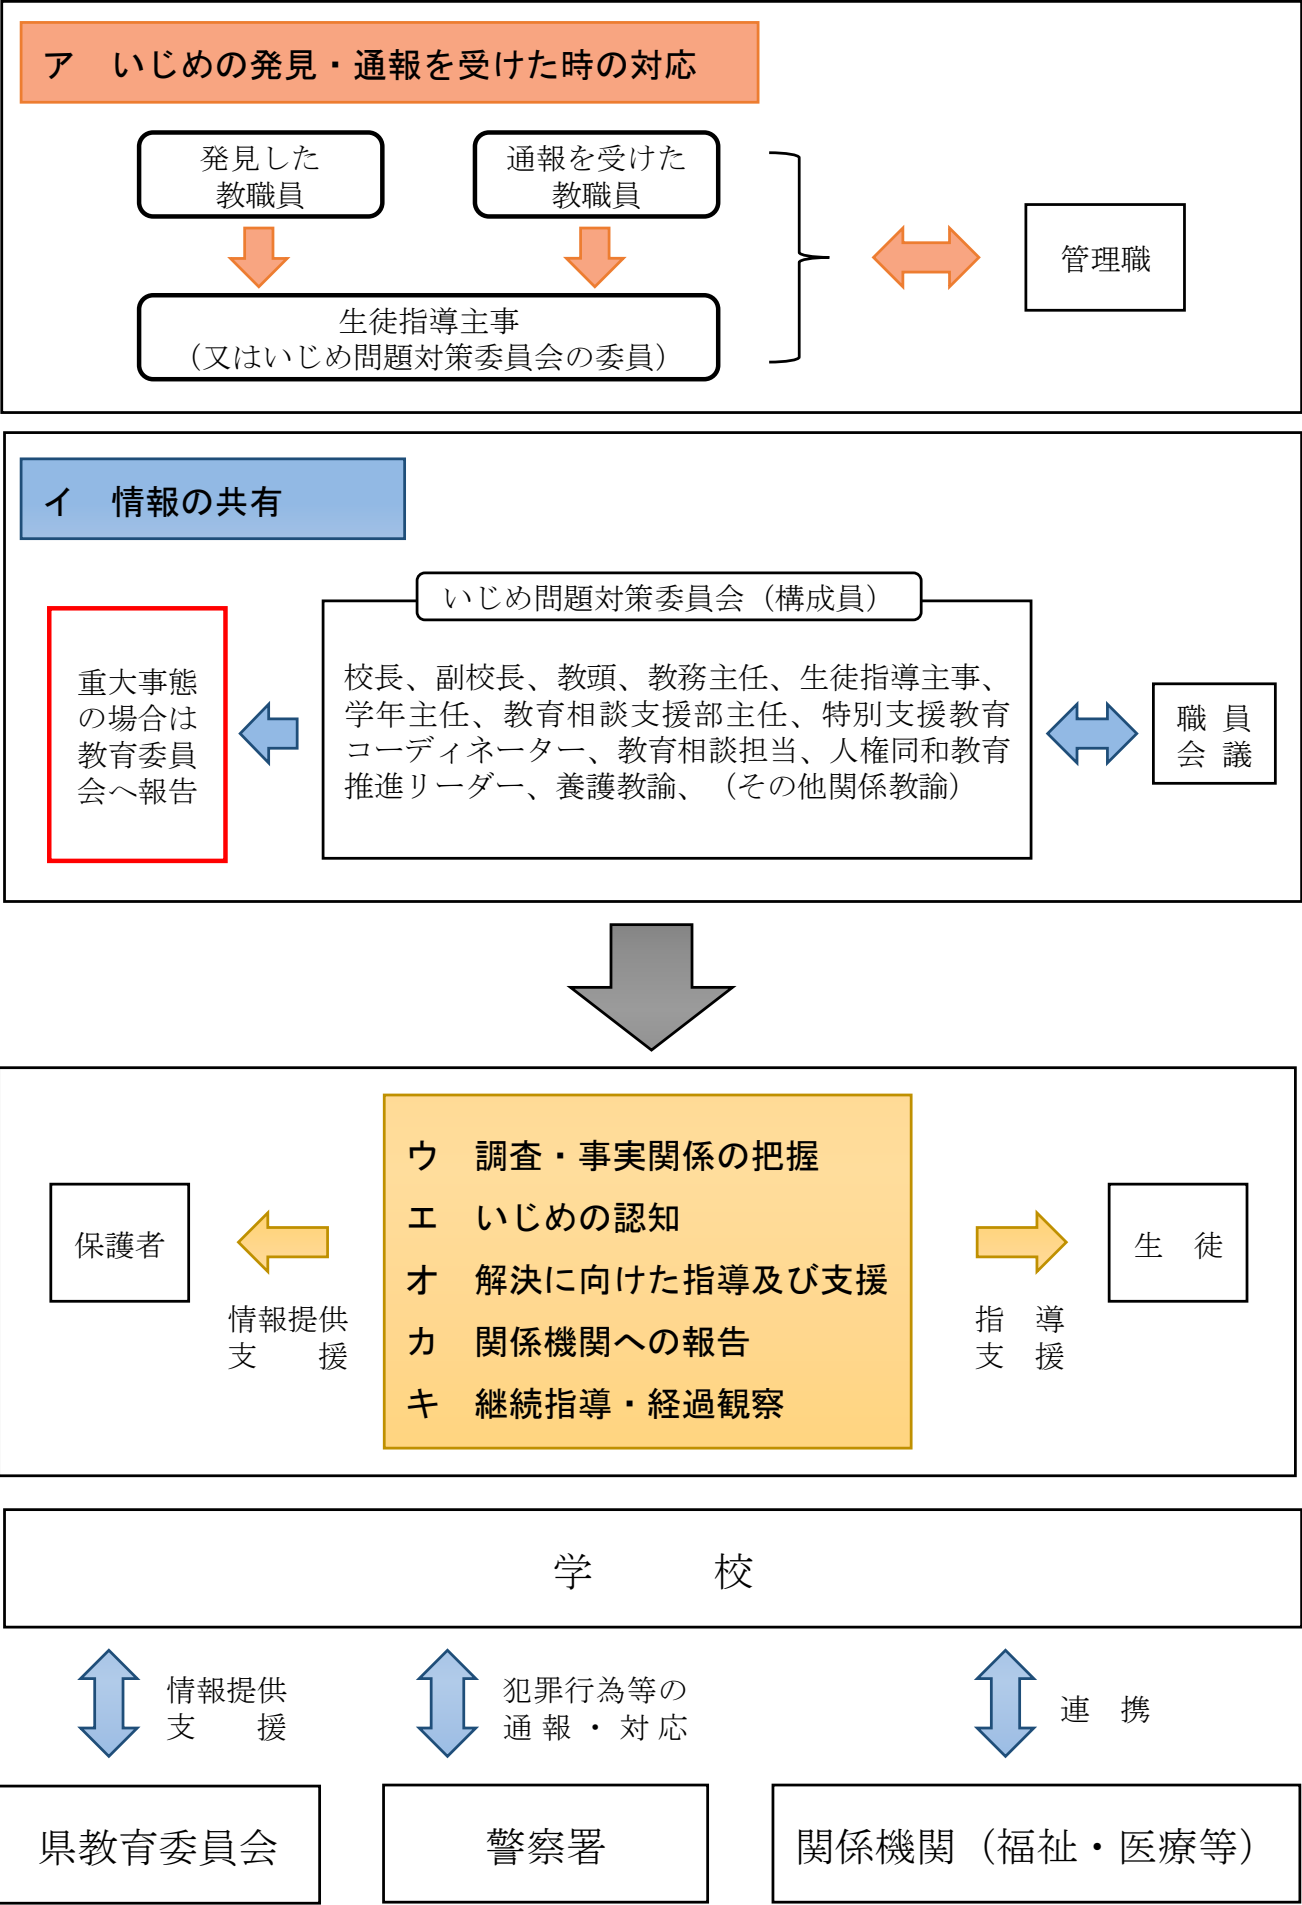 ア　いじめの発見・通報を受けた時の対応
発見した
教職員
通報を受けた
教職員
生徒指導主事
（又はいじめ問題対策委員会の委員）
管理職
イ　情報の共有
いじめ問題対策委員会（構成員）
重大事態
の場合は
教育委員
会へ報告
校長、副校長、教頭、教務主任、生徒指導主事、
学年主任、教育相談支援部主任、特別支援教育
コーディネーター、教育相談担当、人権同和教育
推進リーダー、養護教諭、（その他関係教諭）
職　員
会　議
ウ　調査・事実関係の把握
エ　いじめの認知
オ　解決に向けた指導及び支援
カ　関係機関への報告
キ　継続指導・経過観察
保護者
情報提供
支　　援
生　徒
指　導
支　援
学　　　校
情報提供
支　　援
犯罪行為等の
通報・対応
連　携
県教育委員会
警察署
関係機関（福祉・医療等）